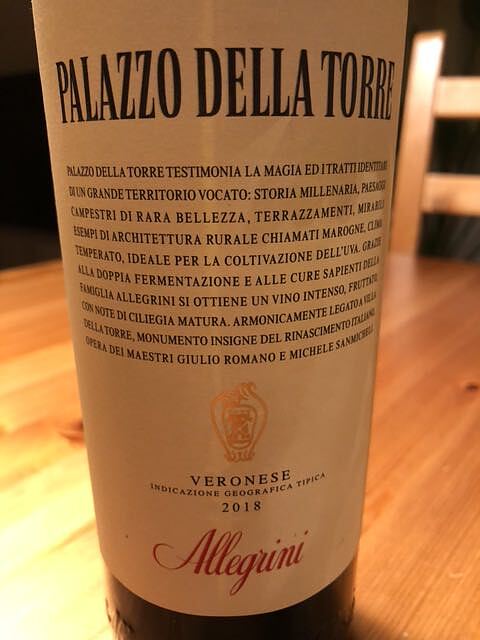 PALAZZO DELLA TORRE
PALAZZO DELLA TORRE TESTIMONIA LA MAGIA ED I TRATTI IDENTITARI
DI UN GRANDE TERRITORIO VOCATO: STORIA MILLENARIA, PAESAGGI
CAMPESTRI DI RARA BELLEZZA, TERRAZZAMENTI, MIRABILI
ESEMPI DI ARCHITETTURA RURALE CHIAMATI MAROGNE, CLIMA
TEMPERATO, IDEALE PER LA COLTIVAZIONE DELL'UVA. GRAZIE
ALLA DOPPIA FERMENTAZIONE E ALLE CURE SAPIENTI DELLA
FAMIGLIA ALLEGRINI SI OTTIENE UN VINO INTENSO, FRUTTATO,
CON NOTE DI CILIEGIA MATURA. ARMONICAMENTE LEGATO A VILLA
DELLA TORRE, MONUMENTO INSIGNE DEL RINASCIMENTO ITALIANO,
OPERA DEI MAESTRI GIULIO ROMANO E MICHELE SANMICHELI
VERONESE
INDICAZIONE GEOGRAFICA TIPICA
2018
Allegrini